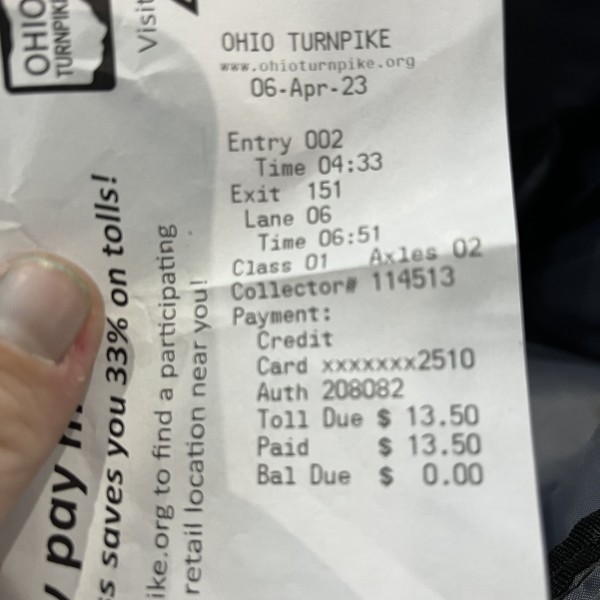 OHIO TURNPIKE
www.ohioturnpike.org
06-Apr-23
Entry 002
Time 04:33
Exit 151
Lane 06
Time 06:51
Class 01 Axles 02
Collector# 114513
Payment:
Credit
Card xxxxxxx2510
Auth 208082
Toll Due $ 13.50
Paid $ 13.50
Bal Due $ 0.00
OHIO
TURNPIKE
Visit
pay
saves you 33% on tolls!
ike.org to find a participating
retail location near you!